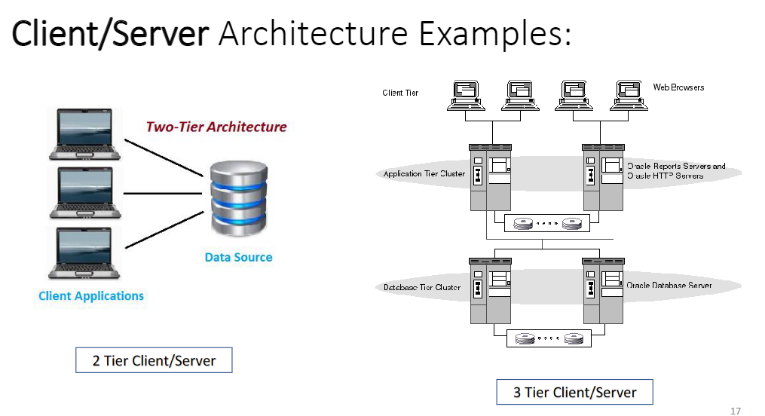 Client/Server Architecture Examples:
Two-Tier Architecture
Data Source
Client Applications
2 Tier Client/Server
Client Tier
Web Browsers
Application Tier Cluster
Oracle Reports Servers and
Oracle HTTP Servers
Database Tier Cluster
Oracle Database Server
3 Tier Client/Server
17